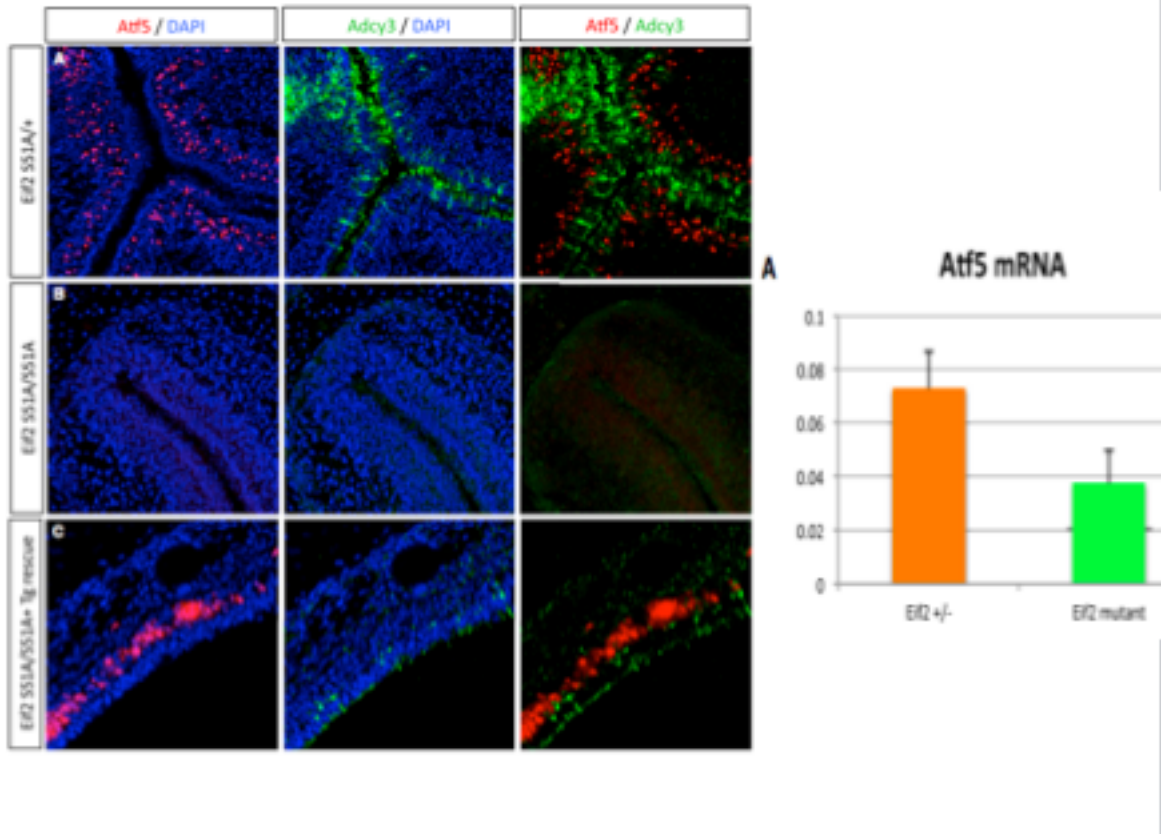 Atf5 / DAPI
Adcy3 / DAPI
Atf5 / Adcy3
Eif2 S51A/+
A
Eif2 S51A/S51A
B
Eif2 S51A/S51A+ Tg rescue
C
A
Atf5 mRNA
0.1
0.08
0.06
0.04
0.02
0
Eif2 +/-
Eif2 mutant